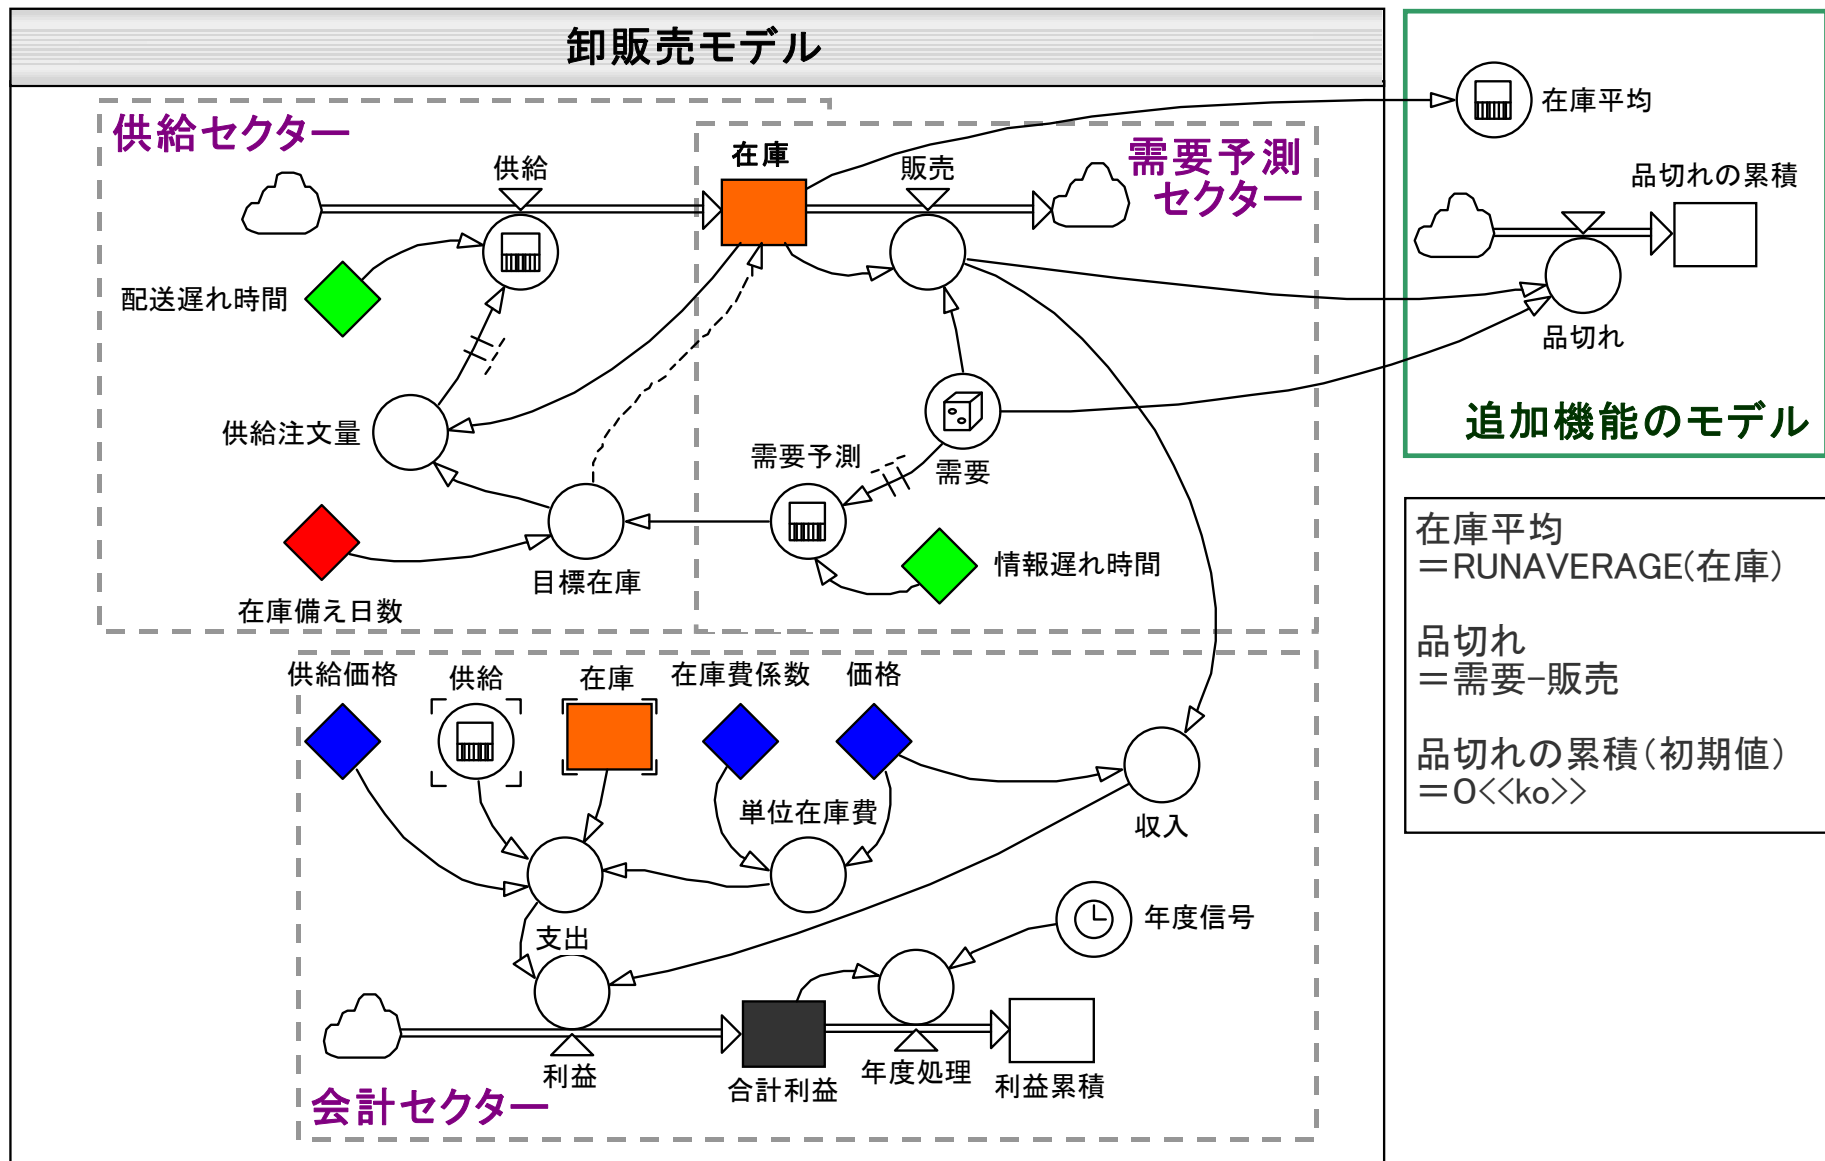 卸販売モデル
供給セクター
供給
在庫
販売
需要予測
セクター
配送遅れ時間
供給注文量
需要予測
需要
目標在庫
情報遅れ時間
在庫備え日数
供給価格
供給
在庫
在庫費係数
価格
単位在庫費
収入
支出
年度信号
利益
合計利益
年度処理
利益累積
会計セクター
在庫平均
品切れの累積
品切れ
追加機能のモデル
在庫平均
＝RUNAVERAGE(在庫)
品切れ
＝需要-販売
品切れの累積(初期値)
＝0<<ko>>